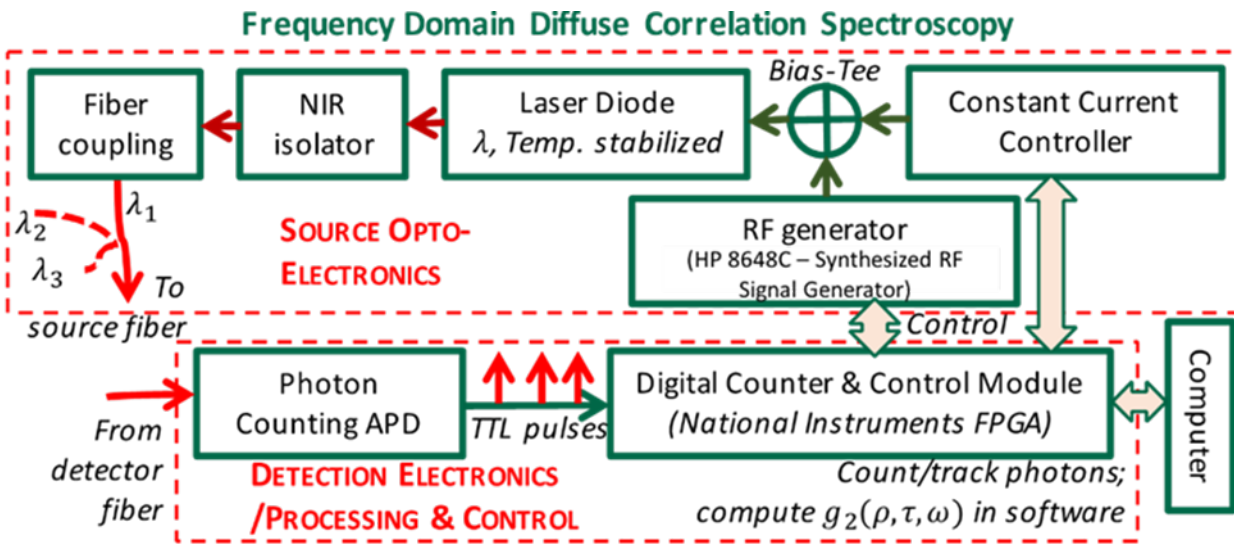 Frequency Domain Diffuse Correlation Spectroscopy
Fiber
coupling
NIR
isolator
Laser Diode
λ, Temp. stabilized
Bias-Tee
Constant Current
Controller
λ₁
λ₂
λ₃
To
source fiber
SOURCE OPTO-
ELECTRONICS
RF generator
(HP 8648C – Synthesized RF
Signal Generator)
Control
From
detector
fiber
Photon
Counting APD
TTL pulses
Digital Counter & Control Module
(National Instruments FPGA)
Computer
DETECTION ELECTRONICS
/PROCESSING & CONTROL
Count/track photons;
compute g₂(ρ,τ,ω) in software